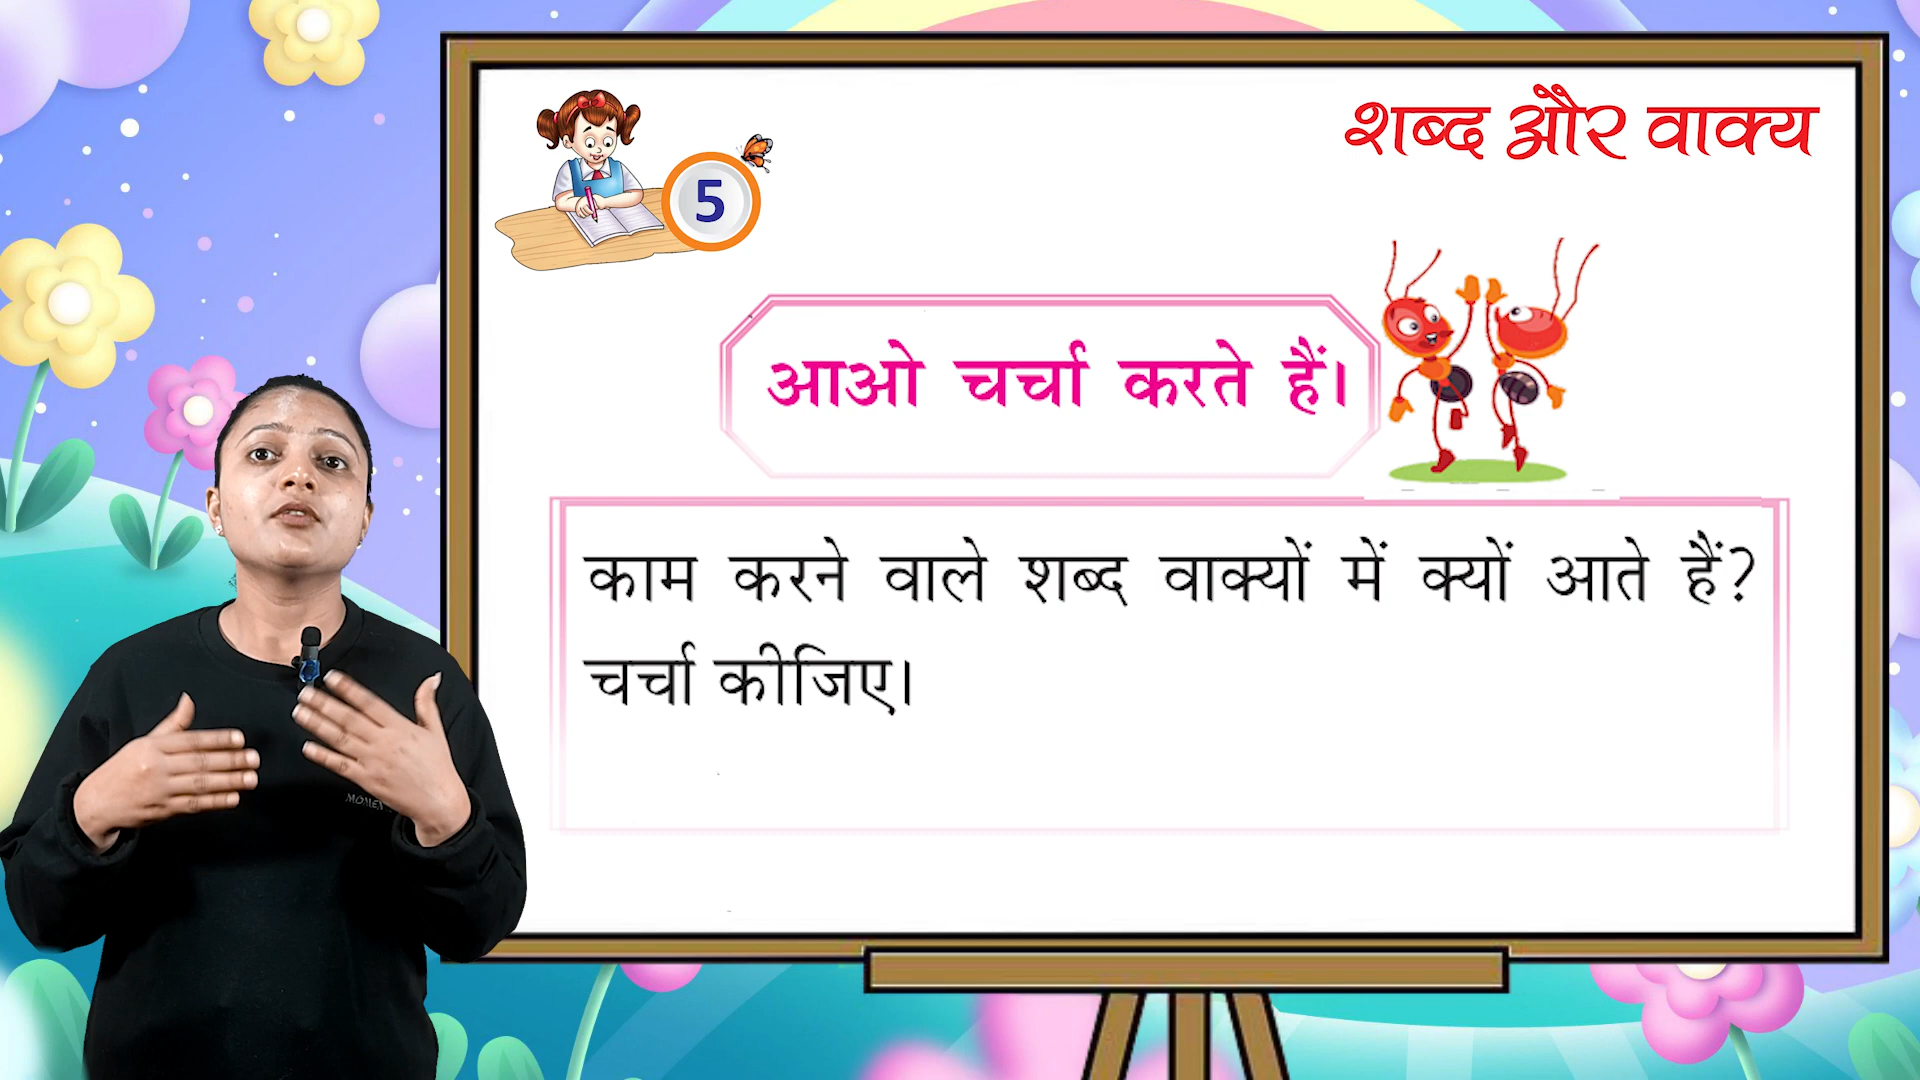 शब्द और वाक्य
5
आओ चर्चा करते हैं।
काम करने वाले शब्द वाक्यों में क्यों आते हैं?
चर्चा कीजिए।